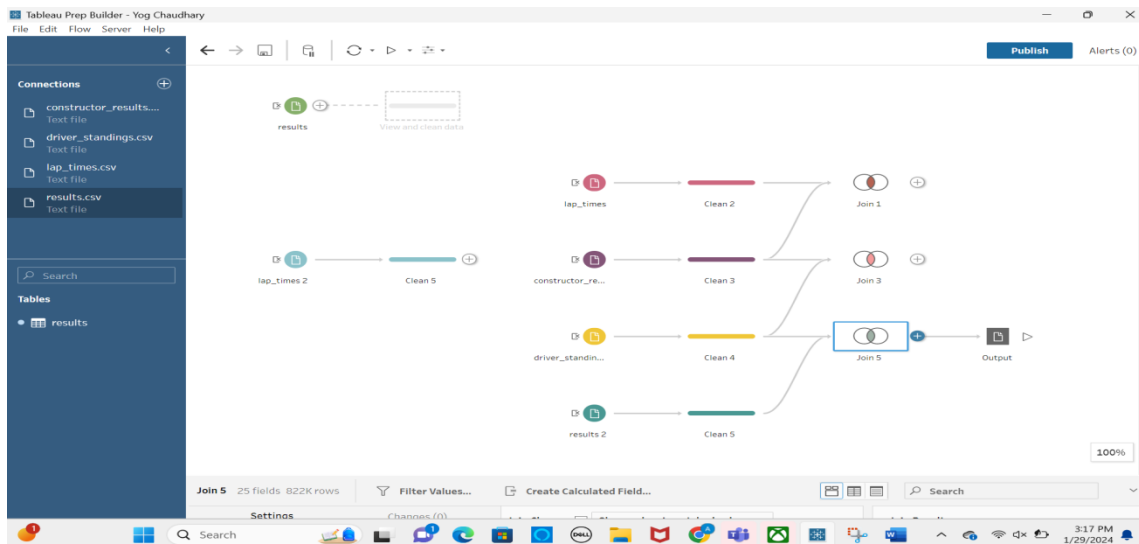 Tableau Prep Builder - Yog Chaudhary
File Edit Flow Server Help
Publish
Alerts (0)
Connections
constructor_results....
Text file
driver_standings.csv
Text file
lap_times.csv
Text file
results.csv
Text file
Search
Tables
results
results
View and clean data
lap_times
Clean 2
Join 1
lap_times 2
Clean 5
constructor_re...
Clean 3
Join 3
driver_standin...
Clean 4
Join 5
Output
results 2
Clean 5
100%
Join 5 25 fields 822K rows
Filter Values...
Create Calculated Field...
Search
Settings
Changes (0)
Search
DELL
3:17 PM
1/29/2024